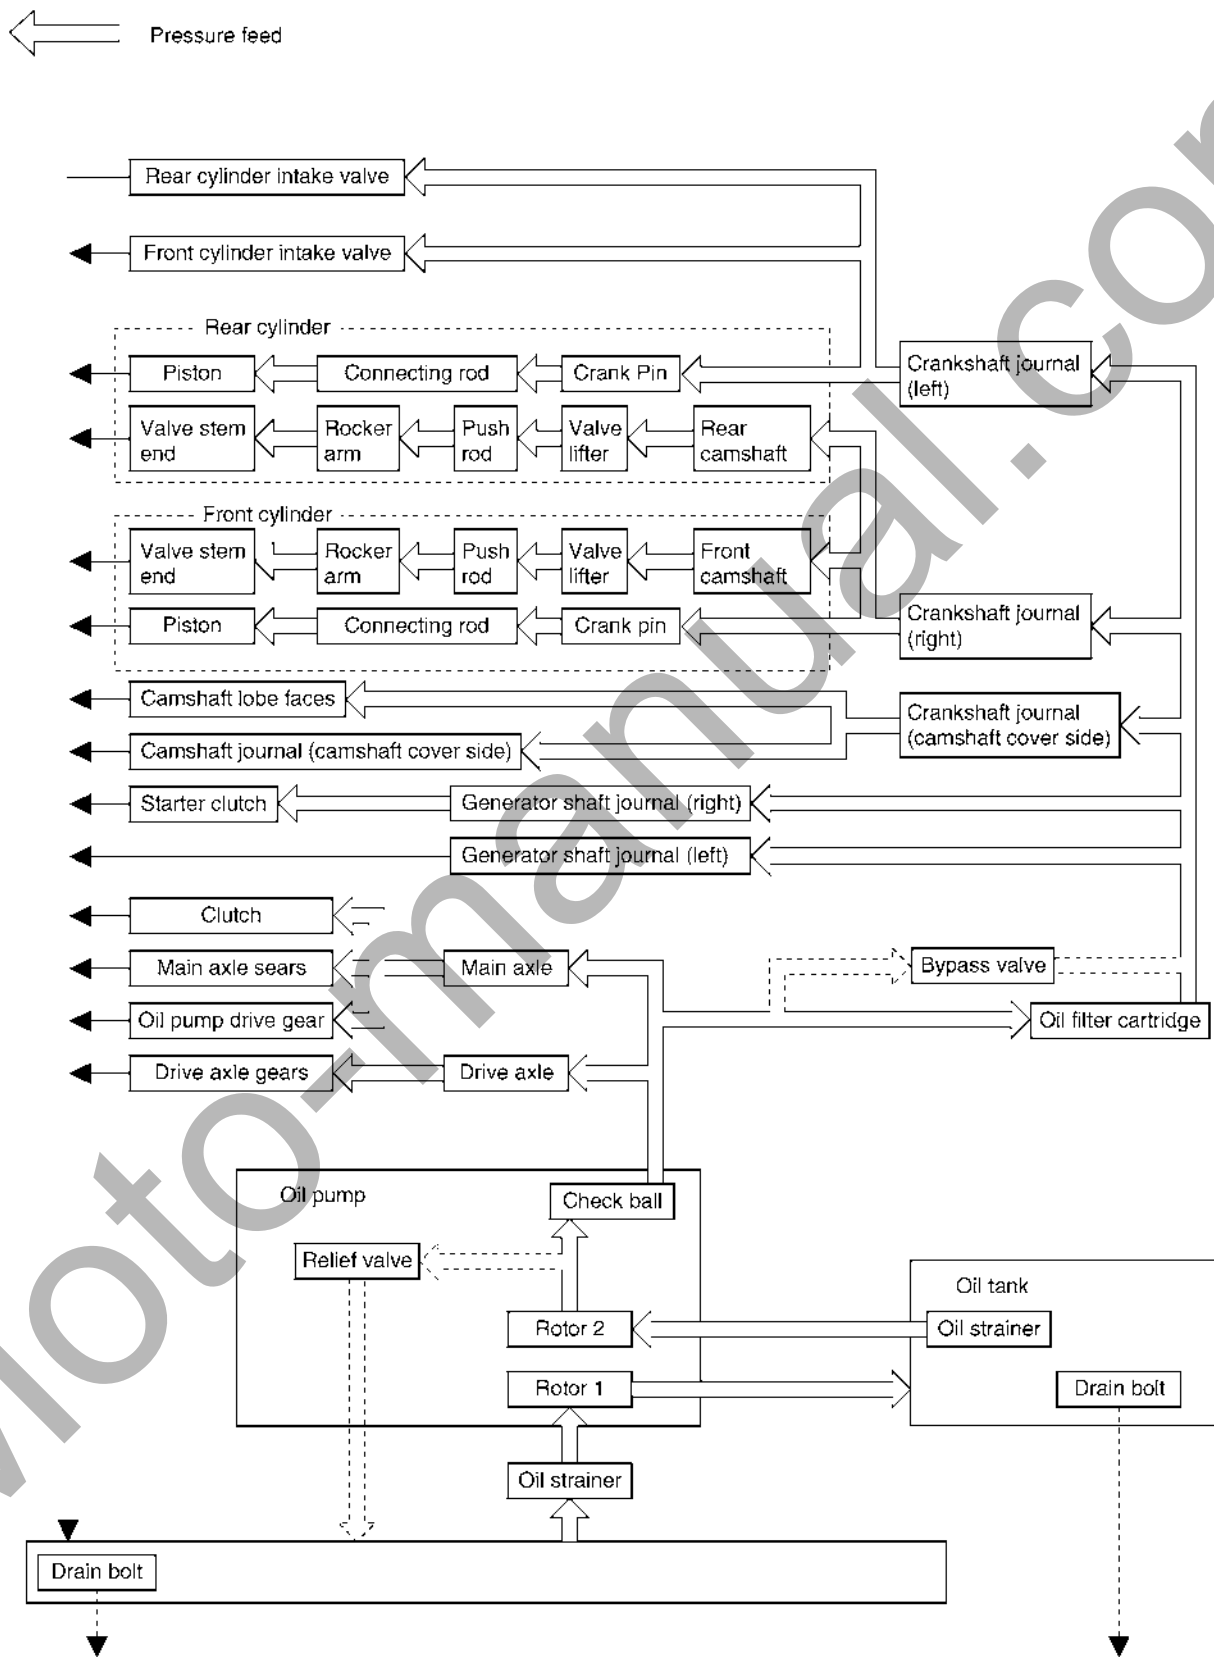 Pressure feed
Rear cylinder intake valve
Front cylinder intake valve
Rear cylinder
Piston
Connecting rod
Crank Pin
Crankshaft journal
(left)
Valve stem
end
Rocker
arm
Push
rod
Valve
lifter
Rear
camshaft
Front cylinder
Valve stem
end
Rocker
arm
Push
rod
Valve
lifter
Front
camshaft
Piston
Connecting rod
Crank pin
Crankshaft journal
(right)
Camshaft lobe faces
Crankshaft journal
(camshaft cover side)
Camshaft journal (camshaft cover side)
Starter clutch
Generator shaft journal (right)
Generator shaft journal (left)
Clutch
Main axle sears
Main axle
Bypass valve
Oil pump drive gear
Oil filter cartridge
Drive axle gears
Drive axle
Oil pump
Check ball
Relief valve
Oil tank
Rotor 2
Oil strainer
Rotor 1
Drain bolt
Oil strainer
Drain bolt
Moto-manual.com